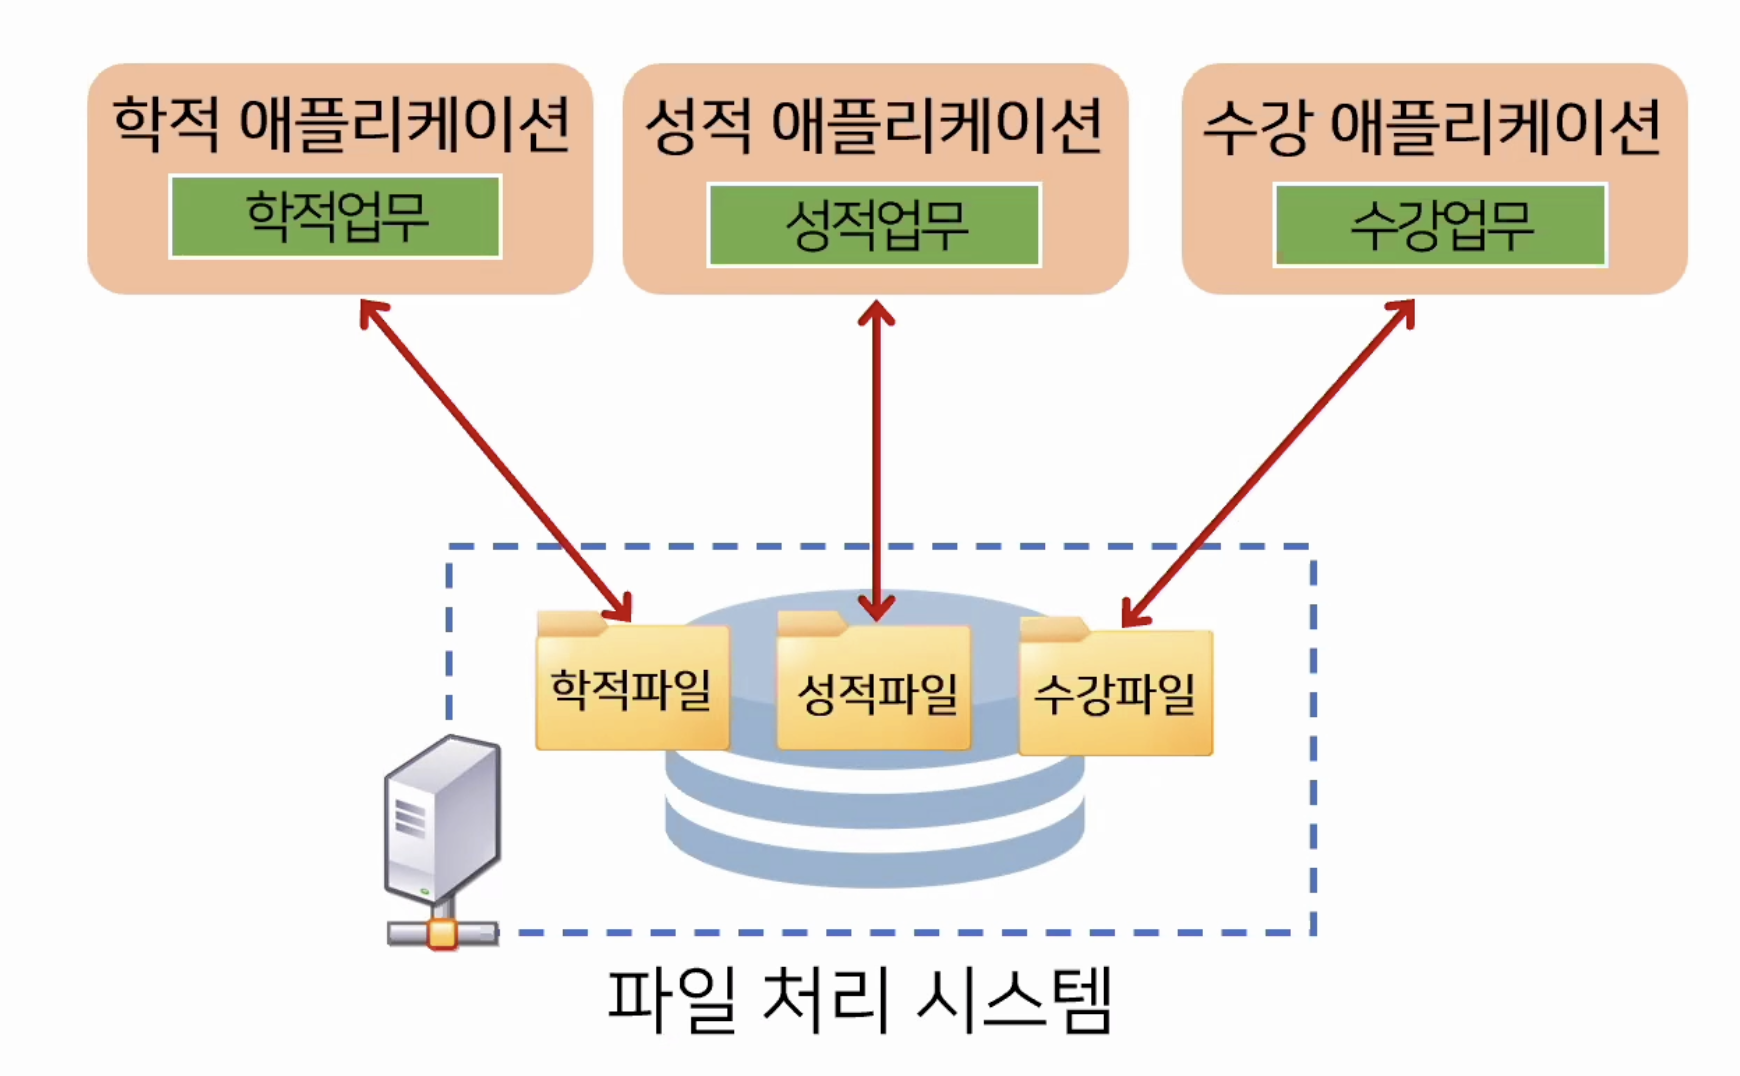 학적 애플리케이션
학적업무
성적 애플리케이션
성적업무
수강 애플리케이션
수강업무
학적파일
성적파일
수강파일
파일 처리 시스템